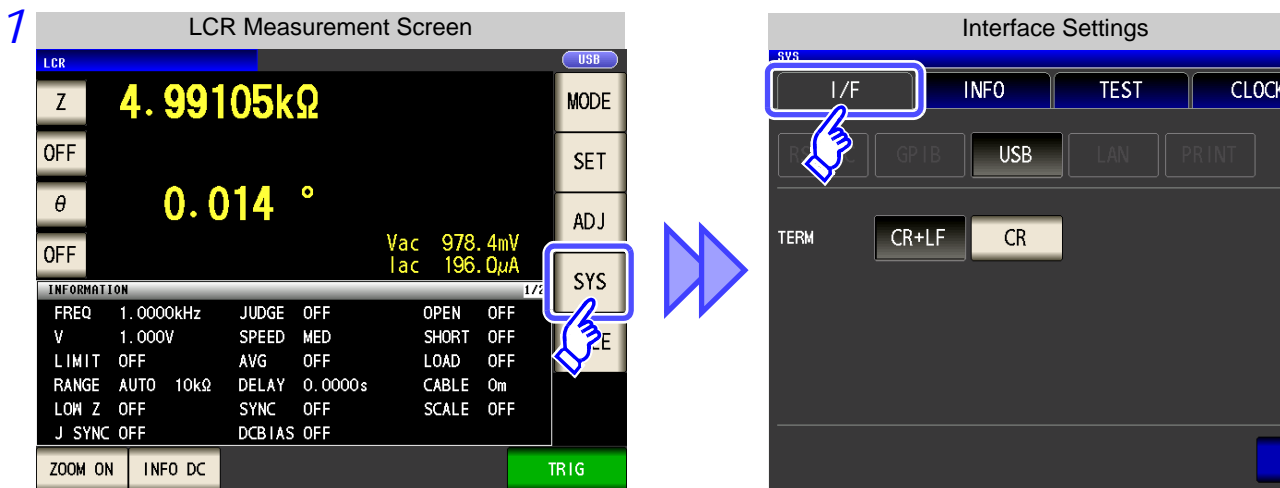 1
LCR Measurement Screen
LCR USB
Z 4.99105kΩ MODE
OFF SET
θ 0.014 ° ADJ
OFF Vac 978.4mV
Iac 196.0μA SYS
INFORMATION
FREQ 1.0000kHz JUDGE OFF OPEN OFF
V 1.000V SPEED MED SHORT OFF
LIMIT OFF AVG OFF LOAD OFF
RANGE AUTO 10kΩ DELAY 0.0000s CABLE 0m
LOW Z OFF SYNC OFF SCALE OFF
J SYNC OFF DCBIAS OFF
ZOOM ON INFO DC TRIG
Interface Settings
SYS
I/F INFO TEST CLOCK
GPIB USB LAN PRINT
TERM CR+LF CR